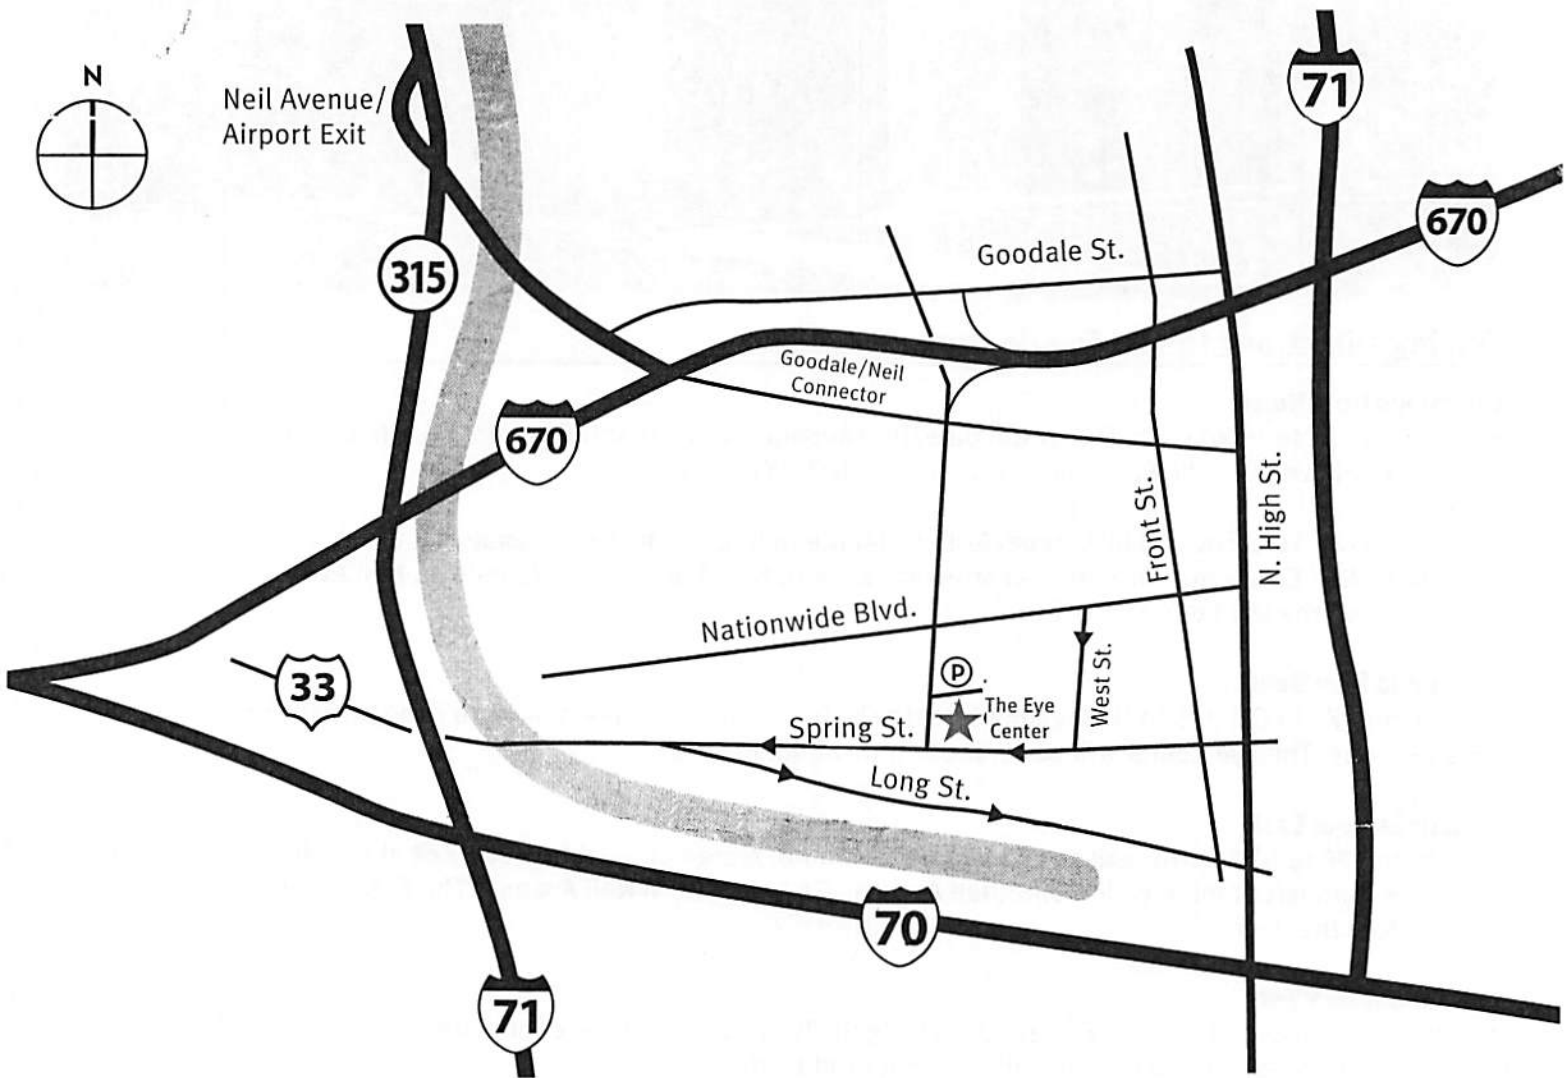 N
Neil Avenue/
Airport Exit
71
670
315
Goodale St.
Goodale/Neil
Connector
670
Front St.
N. High St.
Nationwide Blvd.
33
P
West St.
The Eye
Center
Spring St.
Long St.
70
71